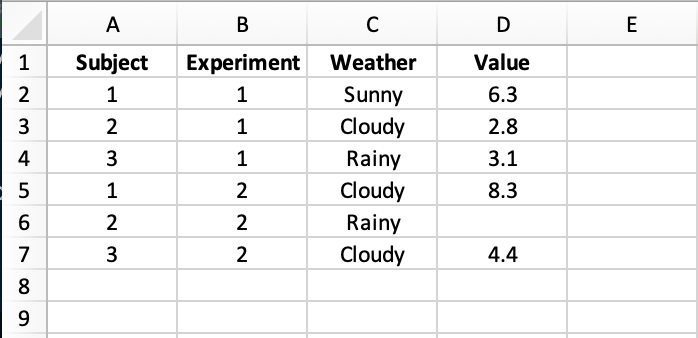 A B C D E
1 Subject Experiment Weather Value
2 1 1 Sunny 6.3
3 2 1 Cloudy 2.8
4 3 1 Rainy 3.1
5 1 2 Cloudy 8.3
6 2 2 Rainy
7 3 2 Cloudy 4.4
8
9